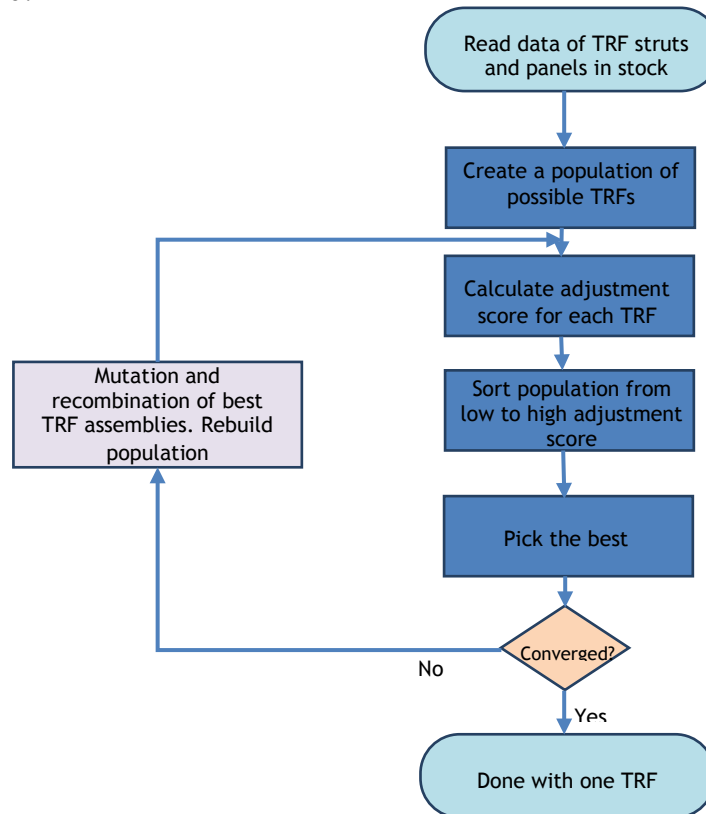 Read data of TRF struts
and panels in stock
Create a population of
possible TRFs
Calculate adjustment
score for each TRF
Mutation and
recombination of best
TRF assemblies. Rebuild
population
Sort population from
low to high adjustment
score
Pick the best
Converged?
No
Yes
Done with one TRF